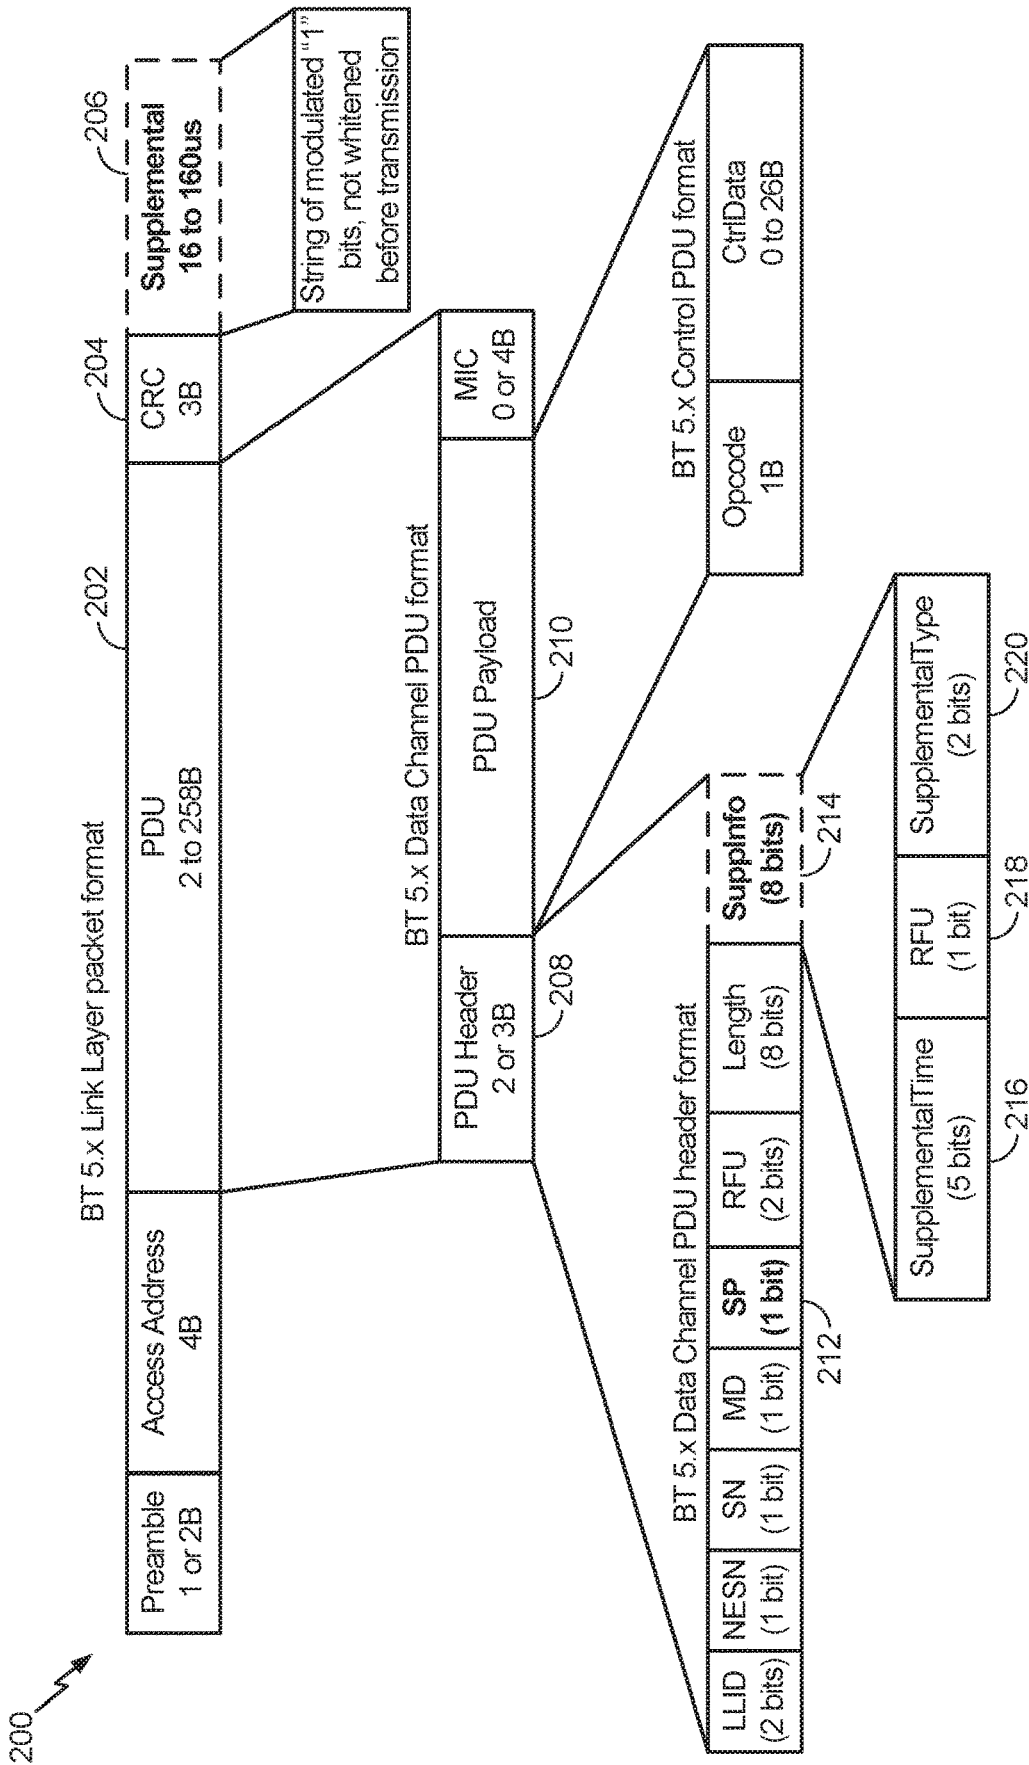 200
BT 5.x Link Layer packet format
202
204
206
Preamble
1 or 2B
Access Address
4B
PDU
2 to 258B
CRC
3B
Supplemental
16 to 160us
String of modulated “1”
bits, not whitened
before transmission
BT 5.x Data Channel PDU format
PDU Header
2 or 3B
PDU Payload
MIC
0 or 4B
208
210
BT 5.x Data Channel PDU header format
LLID
(2 bits)
NESN
(1 bit)
SN
(1 bit)
MD
(1 bit)
SP
(1 bit)
RFU
(2 bits)
Length
(8 bits)
SuppInfo
(8 bits)
212
214
BT 5.x Control PDU format
Opcode
1B
CtrlData
0 to 26B
SupplementalTime
(5 bits)
RFU
(1 bit)
SupplementalType
(2 bits)
216
218
220